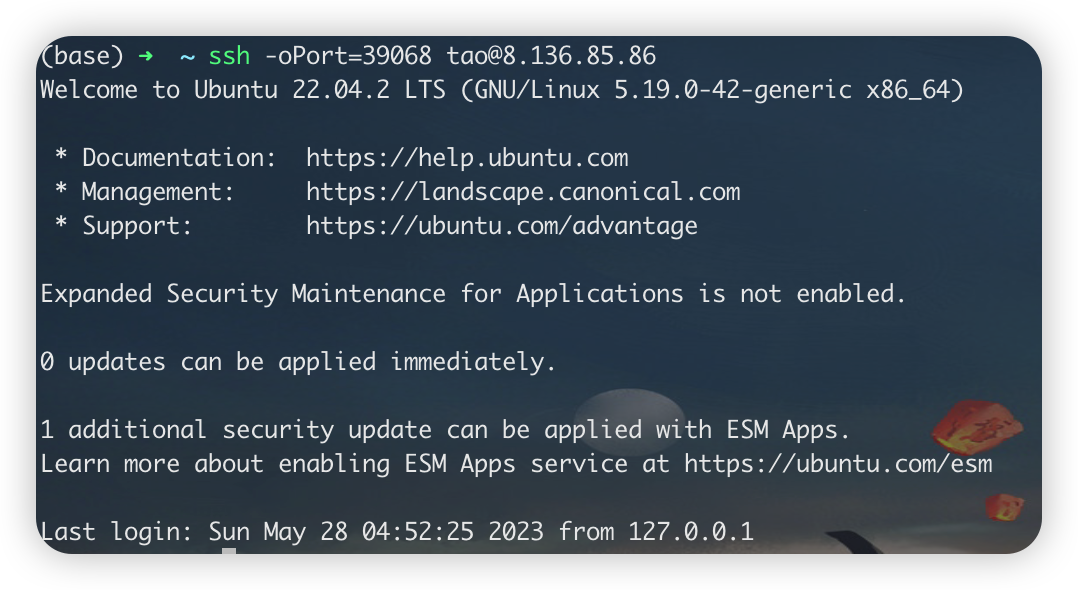 (base) ➜  ~ ssh -oPort=39068 tao@8.136.85.86
Welcome to Ubuntu 22.04.2 LTS (GNU/Linux 5.19.0-42-generic x86_64)
 * Documentation:  https://help.ubuntu.com
 * Management:     https://landscape.canonical.com
 * Support:        https://ubuntu.com/advantage
Expanded Security Maintenance for Applications is not enabled.
0 updates can be applied immediately.
1 additional security update can be applied with ESM Apps.
Learn more about enabling ESM Apps service at https://ubuntu.com/esm
Last login: Sun May 28 04:52:25 2023 from 127.0.0.1